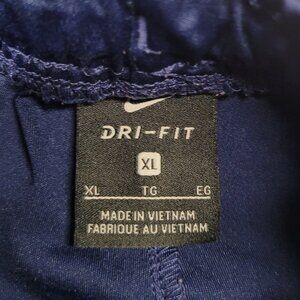 DRI-FIT
XL
XL TG EG
MADE IN VIETNAM
FABRIQUE AU VIETNAM